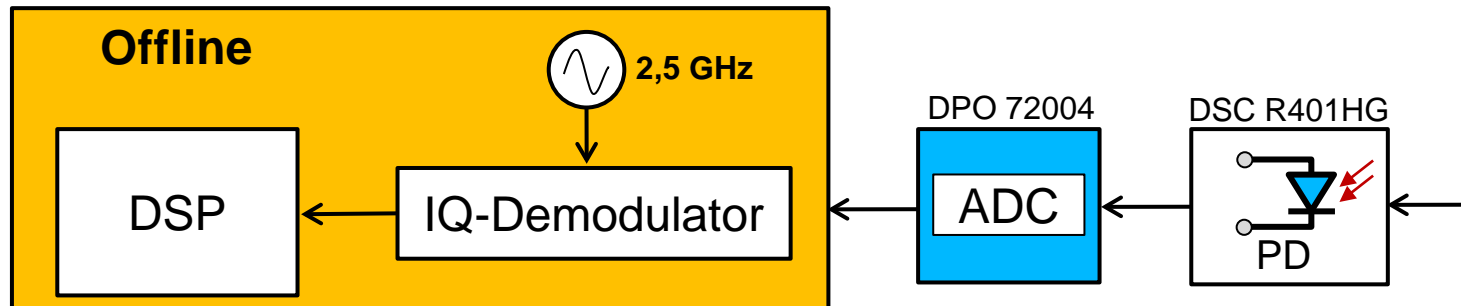 Offline
2,5 GHz
DPO 72004
DSC R401HG
DSP
IQ-Demodulator
ADC
PD